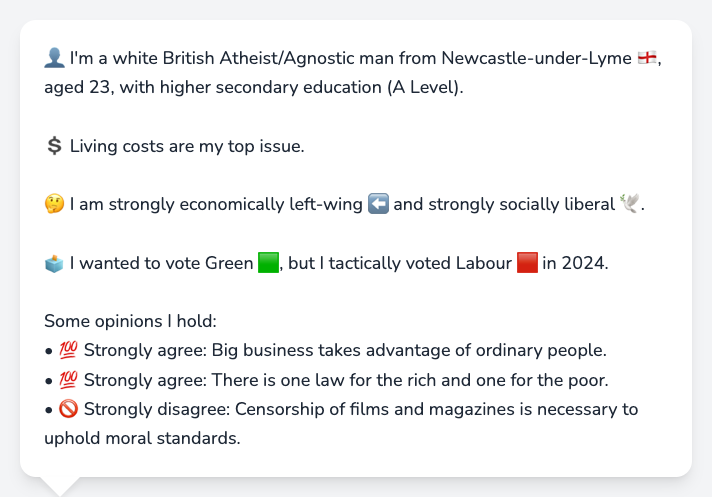 👤 I'm a white British Atheist/Agnostic man from Newcastle-under-Lyme 🏴󠁧󠁢󠁥󠁮󠁧󠁿,
aged 23, with higher secondary education (A Level).
💲 Living costs are my top issue.
🤔 I am strongly economically left-wing ⬅️ and strongly socially liberal 🕊️.
🗳️ I wanted to vote Green 🟩, but I tactically voted Labour 🟥 in 2024.
Some opinions I hold:
• 💯 Strongly agree: Big business takes advantage of ordinary people.
• 💯 Strongly agree: There is one law for the rich and one for the poor.
• 🚫 Strongly disagree: Censorship of films and magazines is necessary to
uphold moral standards.